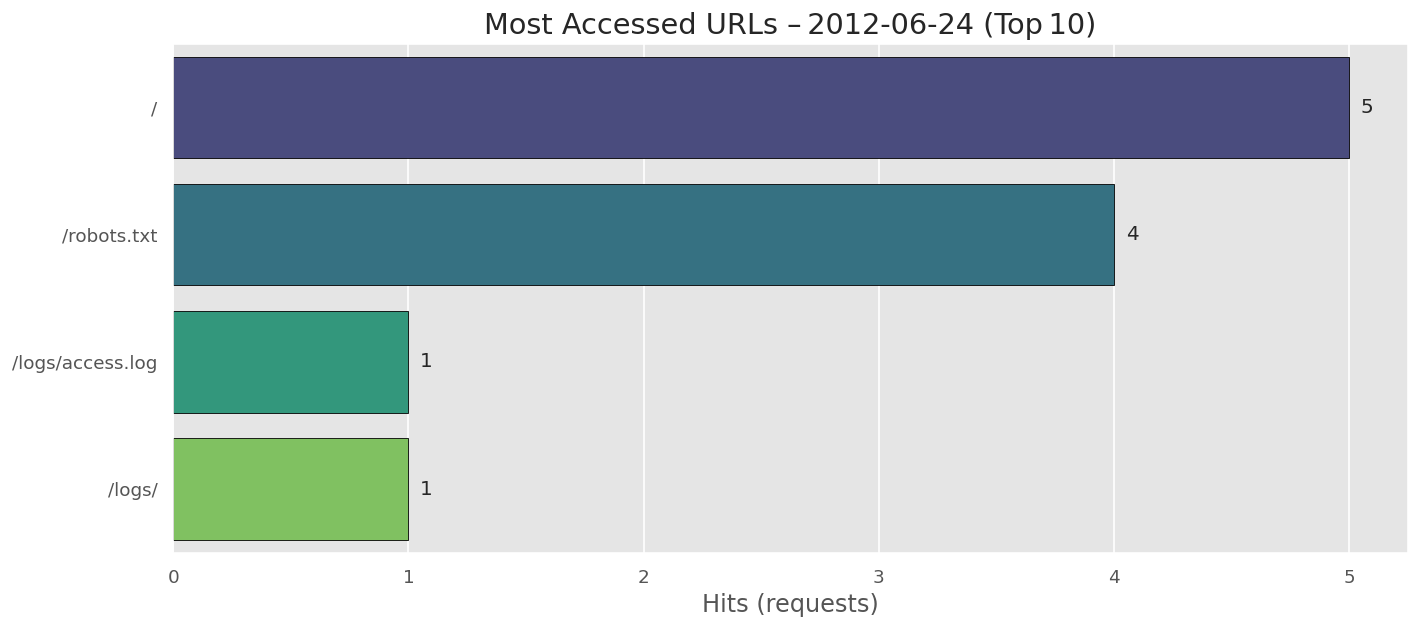 Most Accessed URLs – 2012-06-24 (Top 10)
/
5
/robots.txt
4
/logs/access.log
1
/logs/
1
0 1 2 3 4 5
Hits (requests)